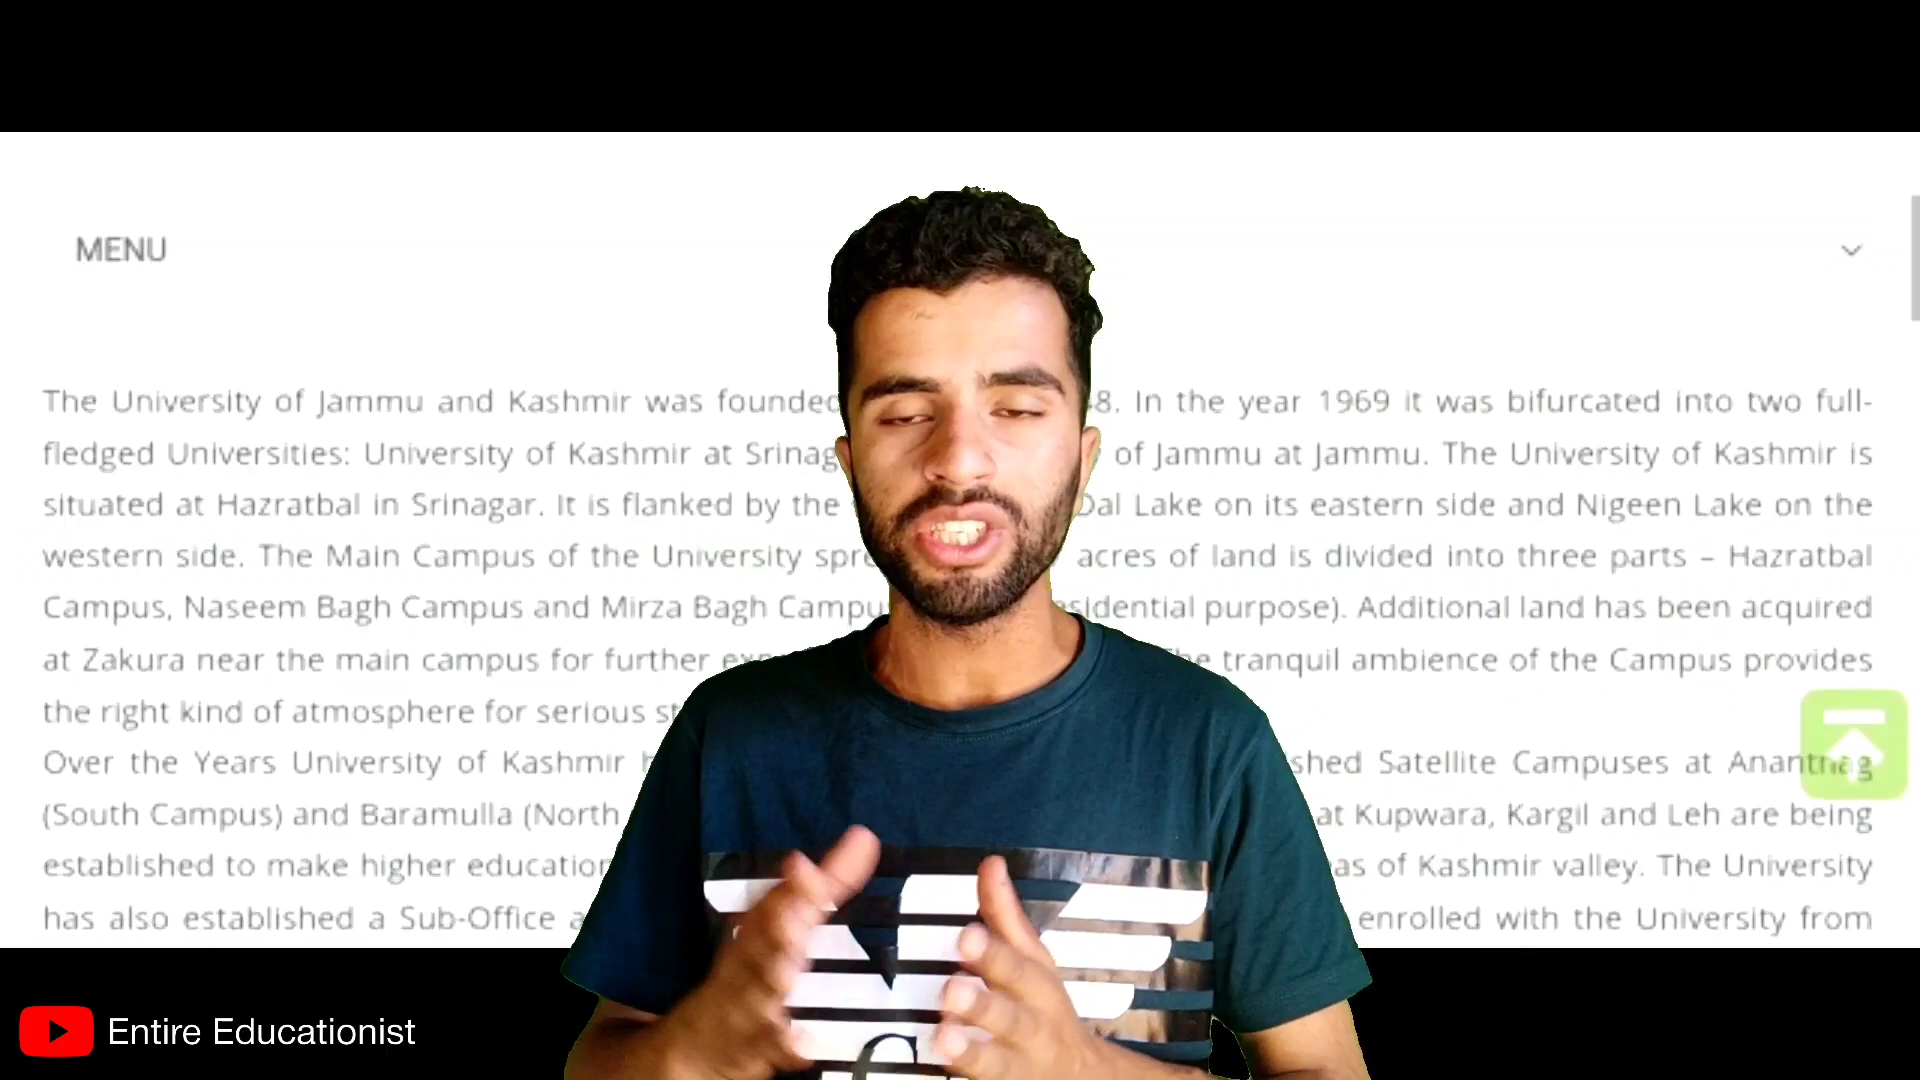 MENU
The University of Jammu and Kashmir was founded 8. In the year 1969 it was bifurcated into two full-
fledged Universities: University of Kashmir at Srinag of Jammu at Jammu. The University of Kashmir is
situated at Hazratbal in Srinagar. It is flanked by the Dal Lake on its eastern side and Nigeen Lake on the
western side. The Main Campus of the University spre acres of land is divided into three parts – Hazratbal
Campus, Naseem Bagh Campus and Mirza Bagh Campu sidential purpose). Additional land has been acquired
at Zakura near the main campus for further The tranquil ambience of the Campus provides
the right kind of atmosphere for serious st
Over the Years University of Kashmir shed Satellite Campuses at Anantnag
(South Campus) and Baramulla (North at Kupwara, Kargil and Leh are being
established to make higher education as of Kashmir valley. The University
has also established a Sub-Office a enrolled with the University from
Entire Educationist